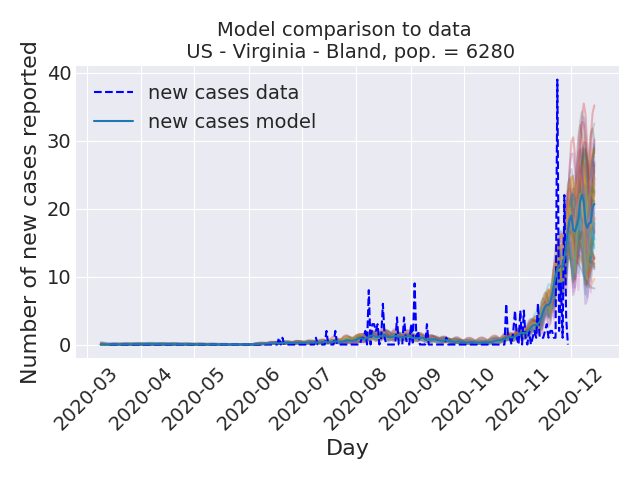 Model comparison to data
US - Virginia - Bland, pop. = 6280
Number of new cases reported
40
30
20
10
0
new cases data
new cases model
2020-03
2020-04
2020-05
2020-06
2020-07
2020-08
2020-09
2020-10
2020-11
2020-12
Day